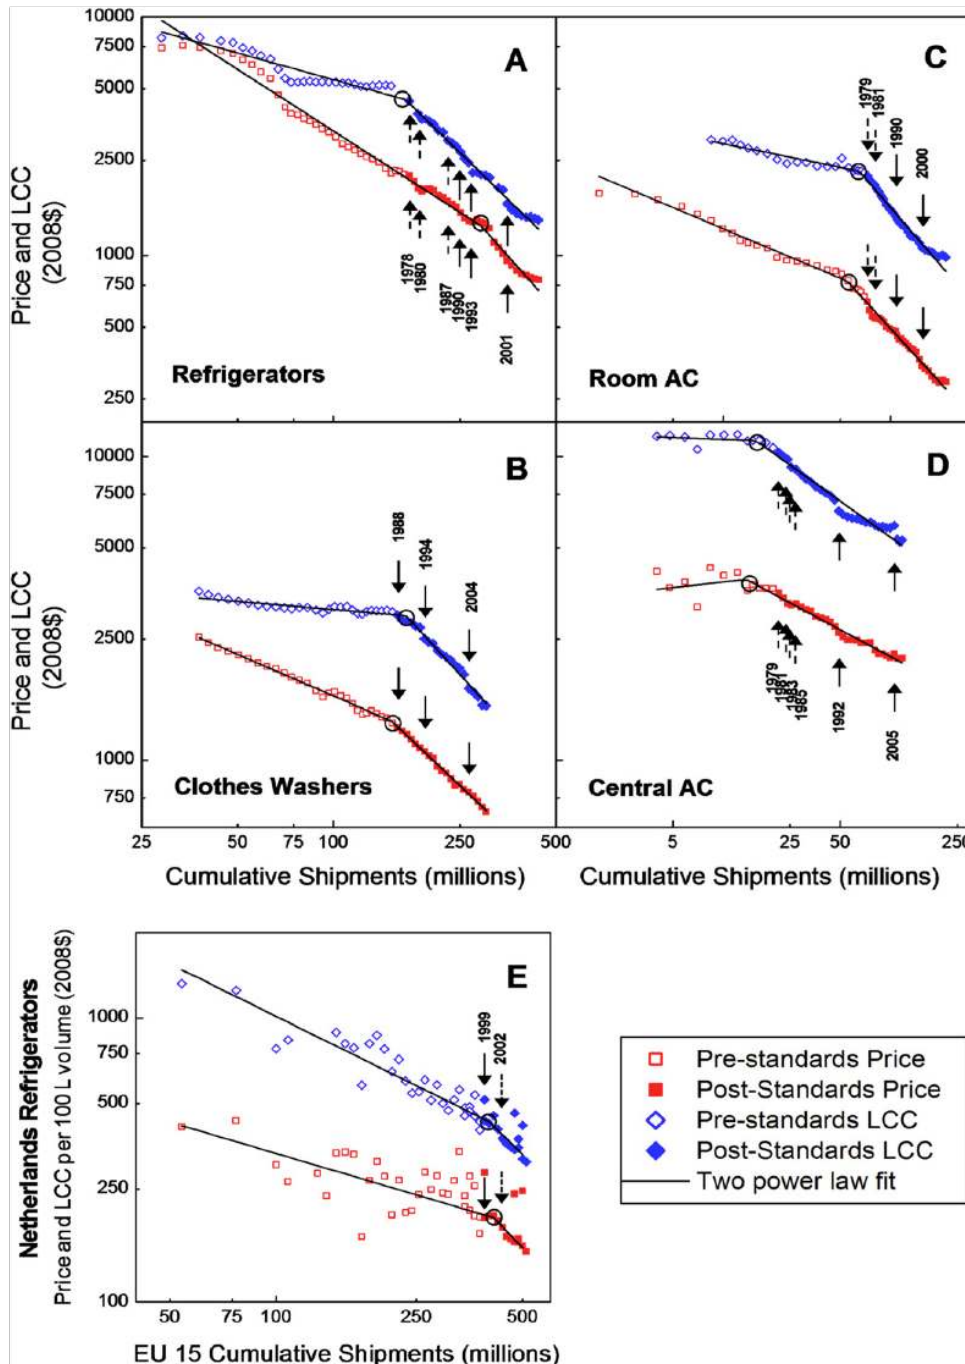 10000
7500
5000
2500
1000
750
500
250
Price and LCC
(2008$)
A
1978
1980
1987
1990
1993
2001
Refrigerators
C
1979
1981
1990
2000
Room AC
10000
7500
5000
2500
1000
750
Price and LCC
(2008$)
B
1988
1994
2004
Clothes Washers
25 50 75 100 250 500
Cumulative Shipments (millions)
D
1979
1981
1983
1985
1992
2005
Central AC
5 25 50 250
Cumulative Shipments (millions)
Netherlands Refrigerators
Price and LCC per 100 L volume (2008$)
1000
750
500
250
100
E
1999
2002
50 100 250 500
EU 15 Cumulative Shipments (millions)
Pre-standards Price
Post-Standards Price
Pre-standards LCC
Post-Standards LCC
Two power law fit